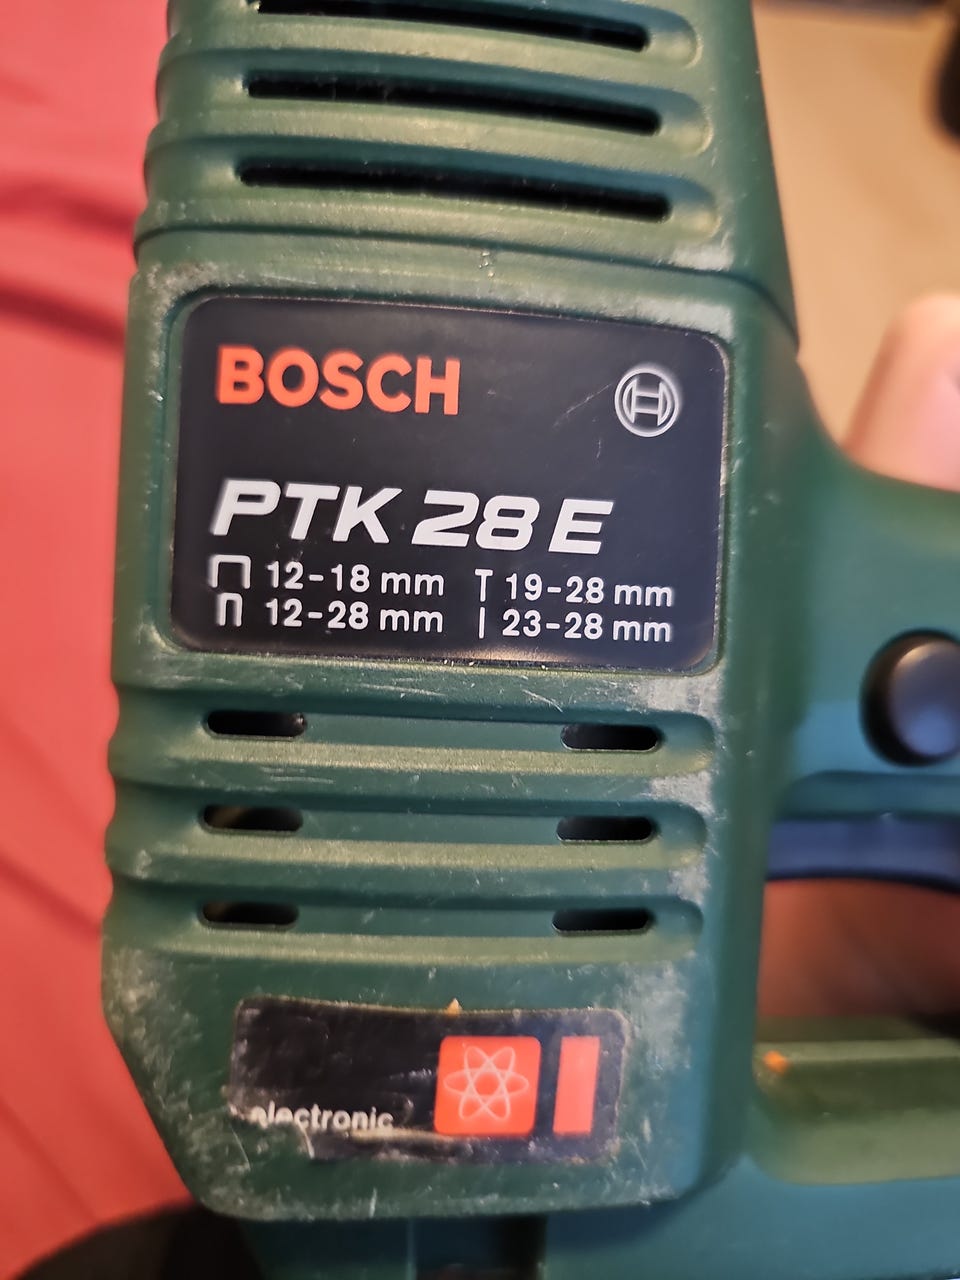 BOSCH
PTK 28 E
12-18 mm T 19-28 mm
12-28 mm | 23-28 mm
electronic